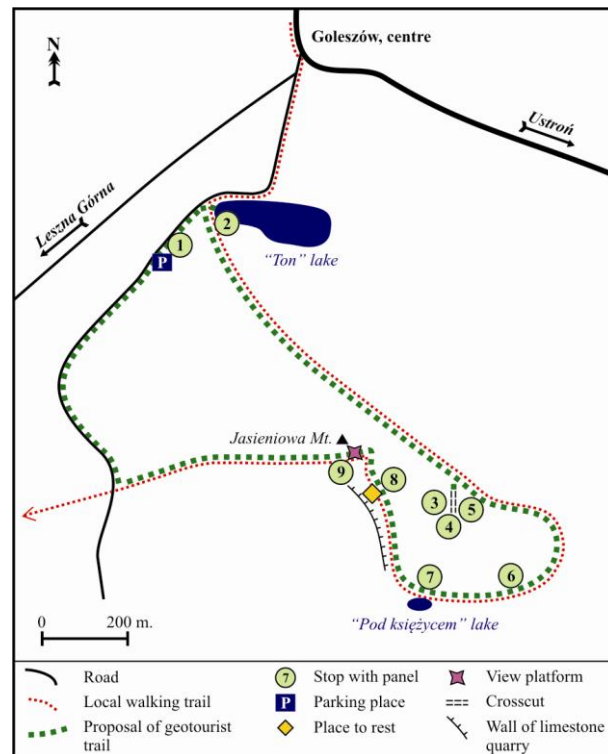 Goleszów, centre
N
Ustroń
Leszna Górna
1
2
P
"Ton" lake
Jasieniowa Mt.
9
8
3
5
4
7
6
0 200 m.
"Pod księżycem" lake
Road
7 Stop with panel
View platform
Local walking trail
P Parking place
Crosscut
Proposal of geotourist
trail
Place to rest
Wall of limestone
quarry